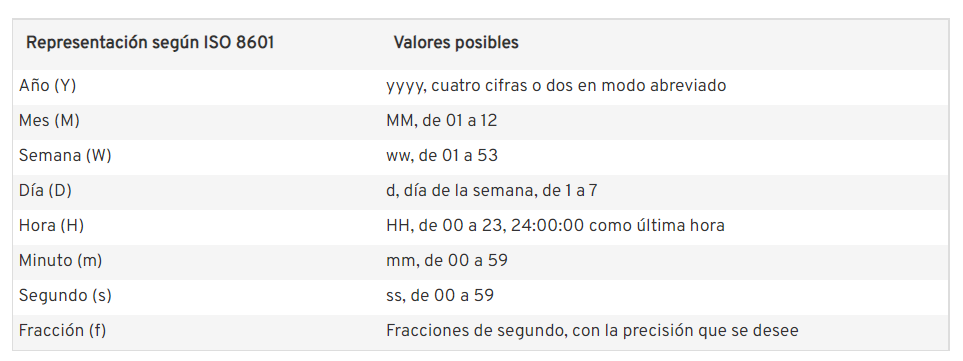 Representación según ISO 8601 Valores posibles
Año (Y) yyyy, cuatro cifras o dos en modo abreviado
Mes (M) MM, de 01 a 12
Semana (W) ww, de 01 a 53
Día (D) d, día de la semana, de 1 a 7
Hora (H) HH, de 00 a 23, 24:00:00 como última hora
Minuto (m) mm, de 00 a 59
Segundo (s) ss, de 00 a 59
Fracción (f) Fracciones de segundo, con la precisión que se desee